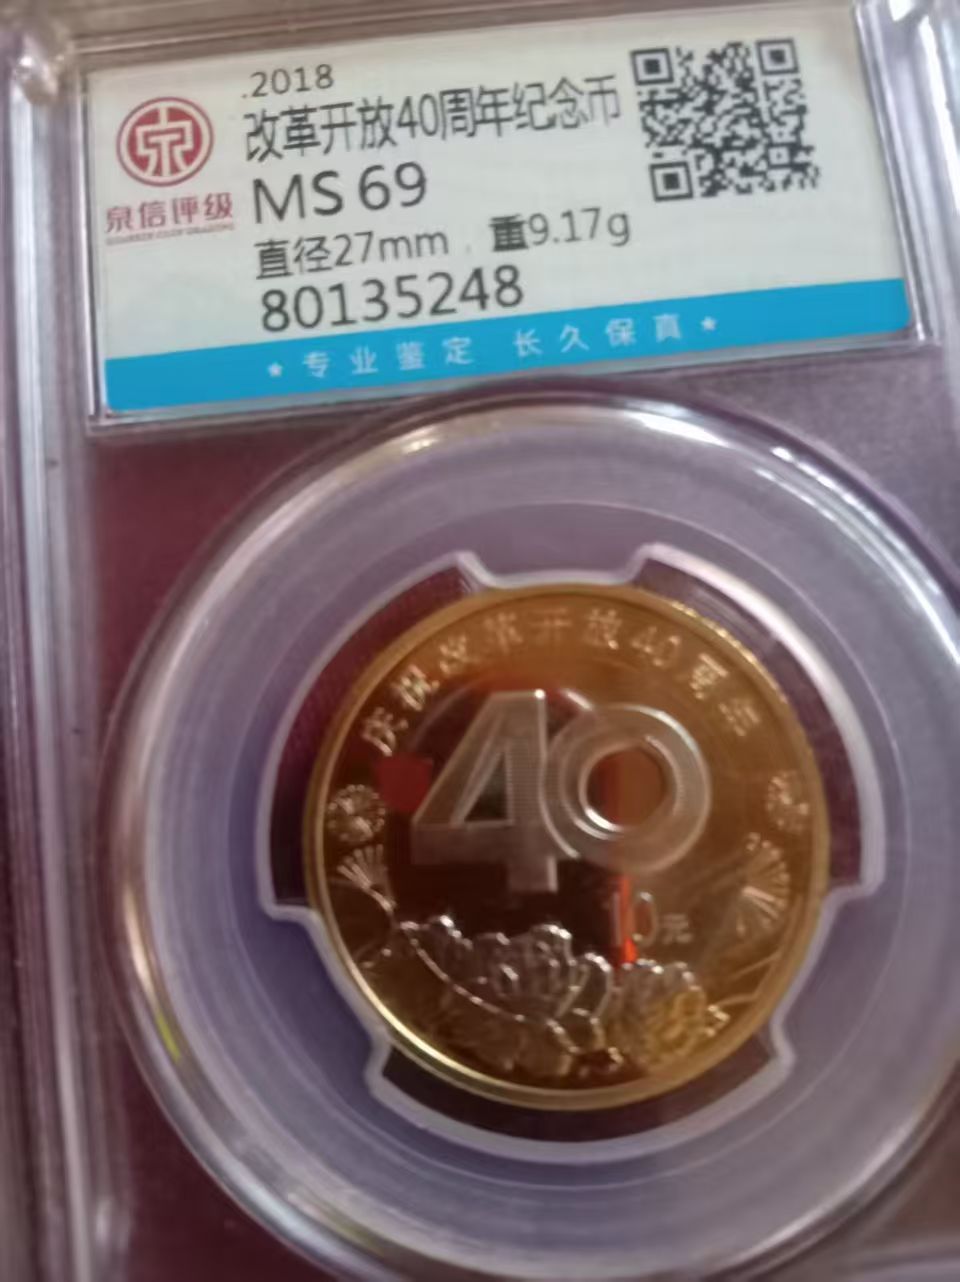 .2018
改革开放40周年纪念币
MS 69
泉信评级
直径27mm 重9.17g
80135248
★专业鉴定 长久保真★
庆祝改革开放40周年
40
10元